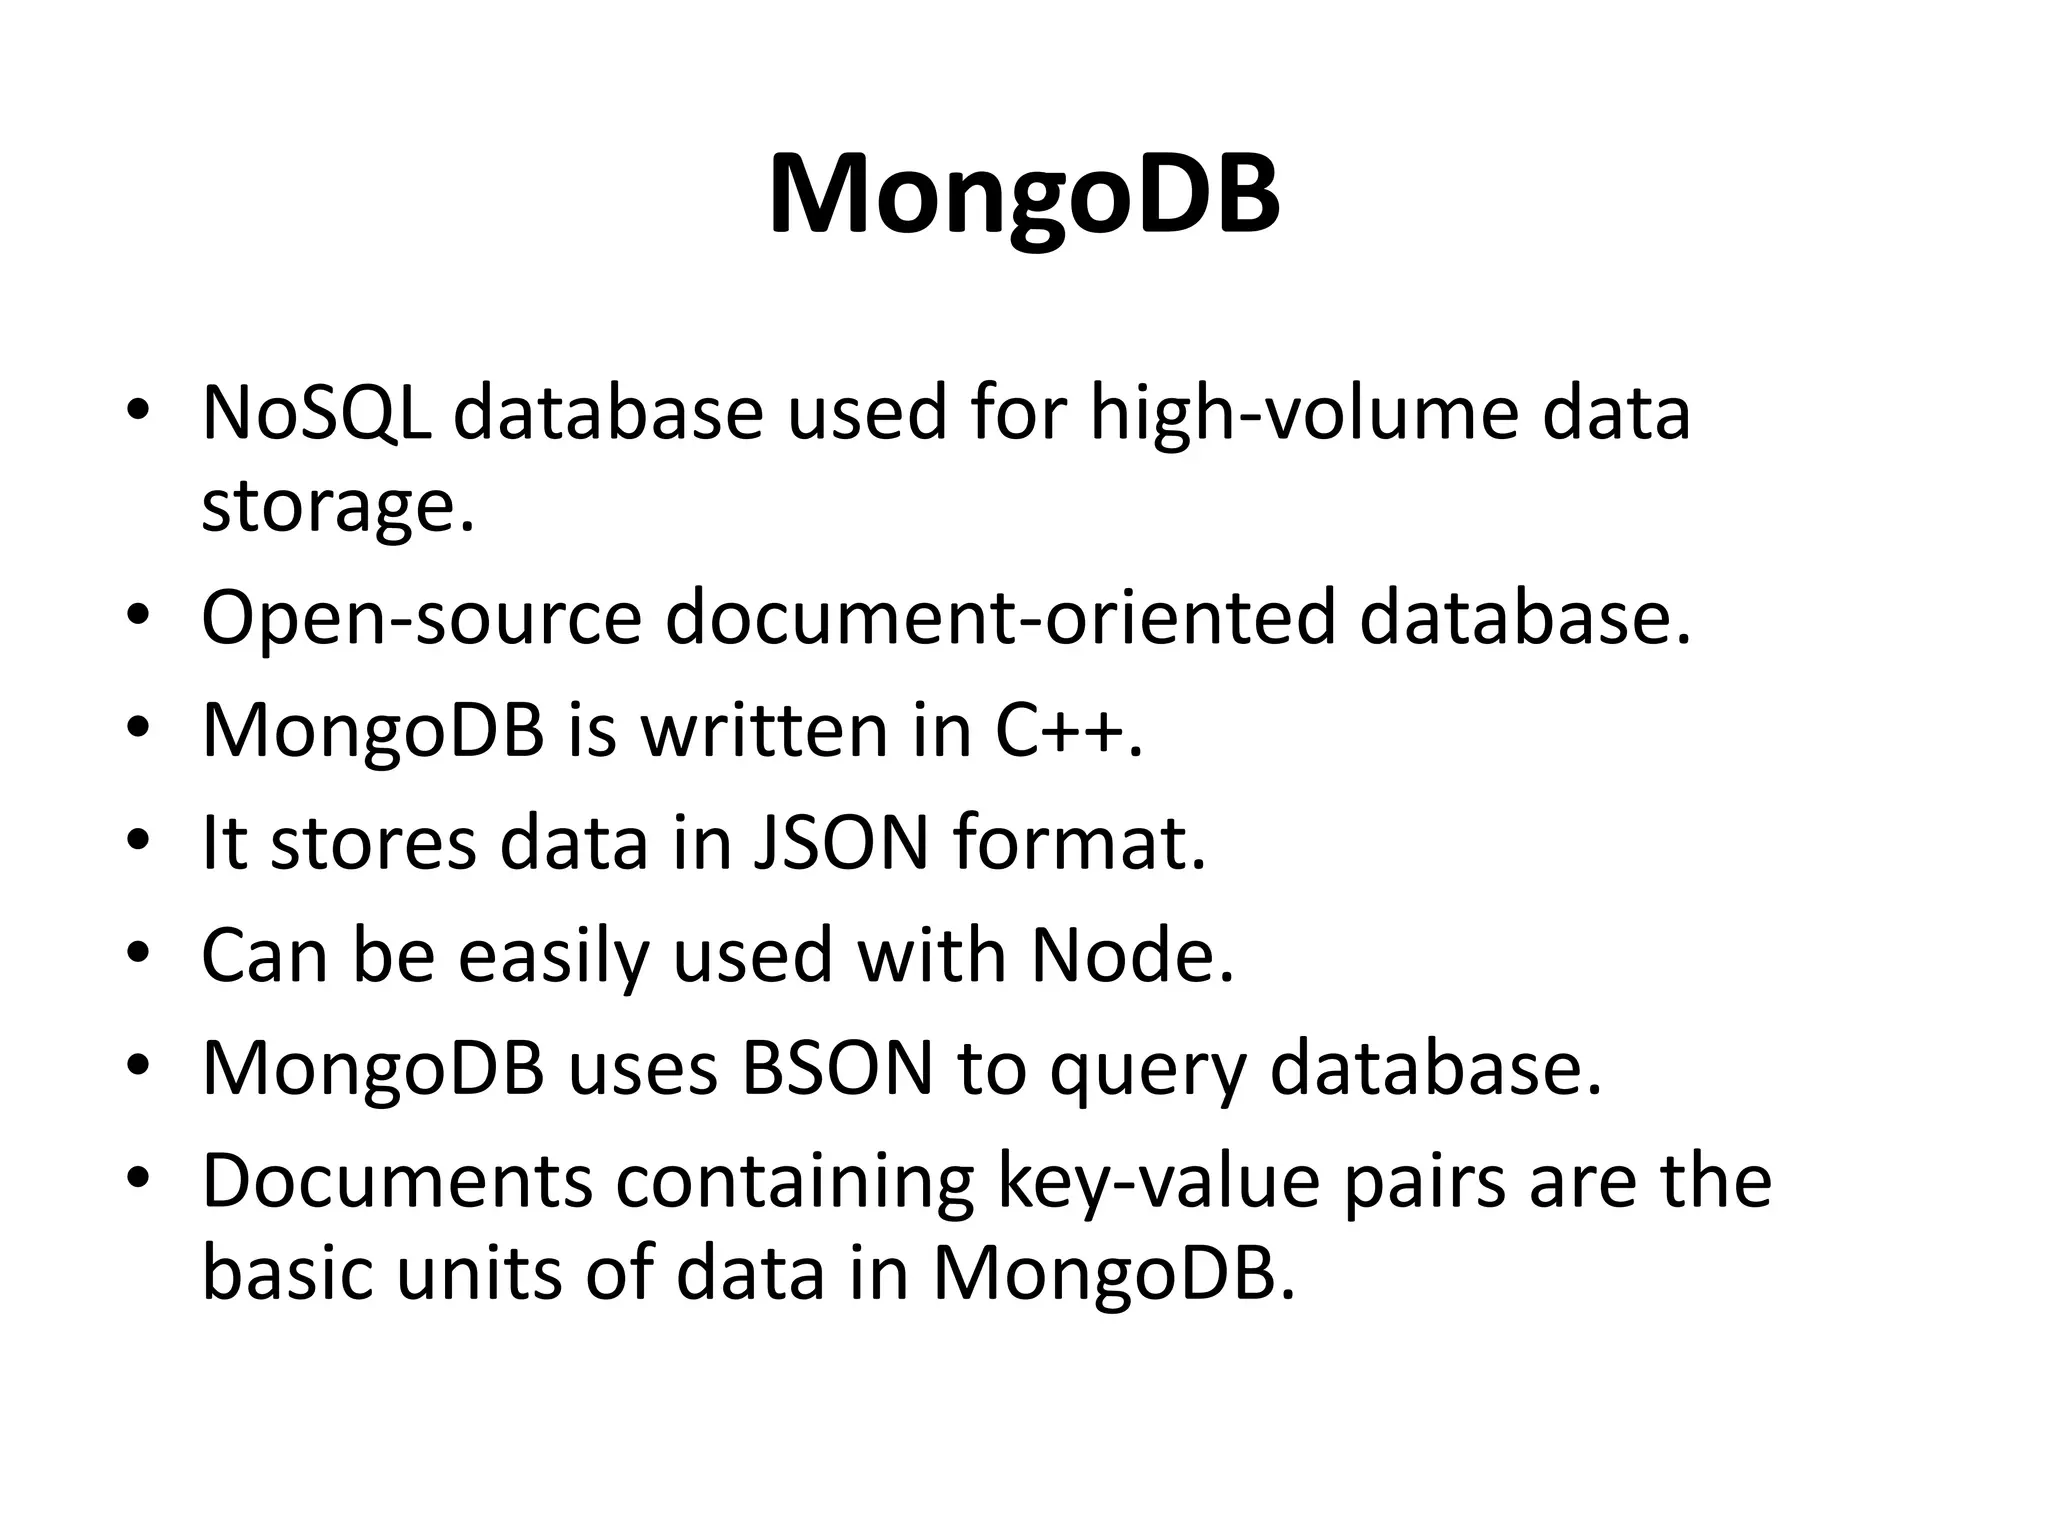 MongoDB
• NoSQL database used for high-volume data
storage.
• Open-source document-oriented database.
• MongoDB is written in C++.
• It stores data in JSON format.
• Can be easily used with Node.
• MongoDB uses BSON to query database.
• Documents containing key-value pairs are the
basic units of data in MongoDB.